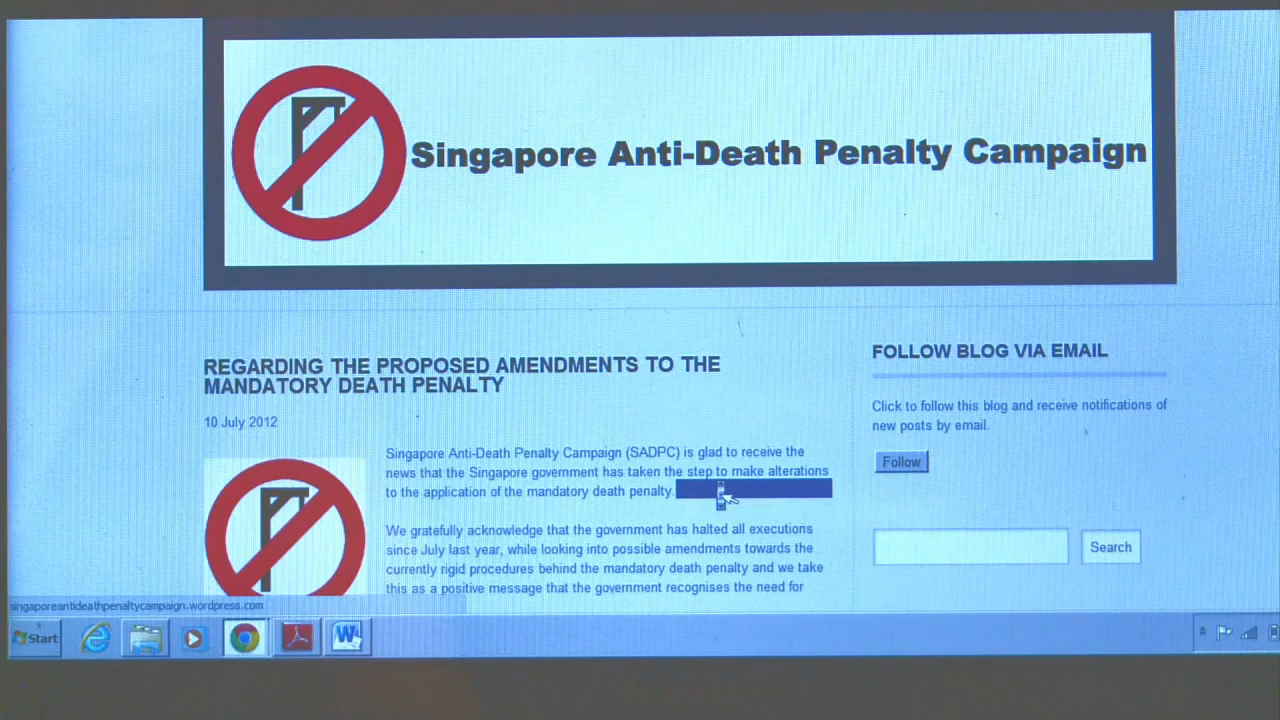 Singapore Anti-Death Penalty Campaign
REGARDING THE PROPOSED AMENDMENTS TO THE
MANDATORY DEATH PENALTY
10 July 2012
Singapore Anti-Death Penalty Campaign (SADPC) is glad to receive the
news that the Singapore government has taken the step to make alterations
to the application of the mandatory death penalty.
We gratefully acknowledge that the government has halted all executions
since July last year, while looking into possible amendments towards the
currently rigid procedures behind the mandatory death penalty and we take
this as a positive message that the government recognises the need for
FOLLOW BLOG VIA EMAIL
Click to follow this blog and receive notifications of
new posts by email.
Follow
Search
singaporeantideathpenaltycampaign.wordpress.com
Start